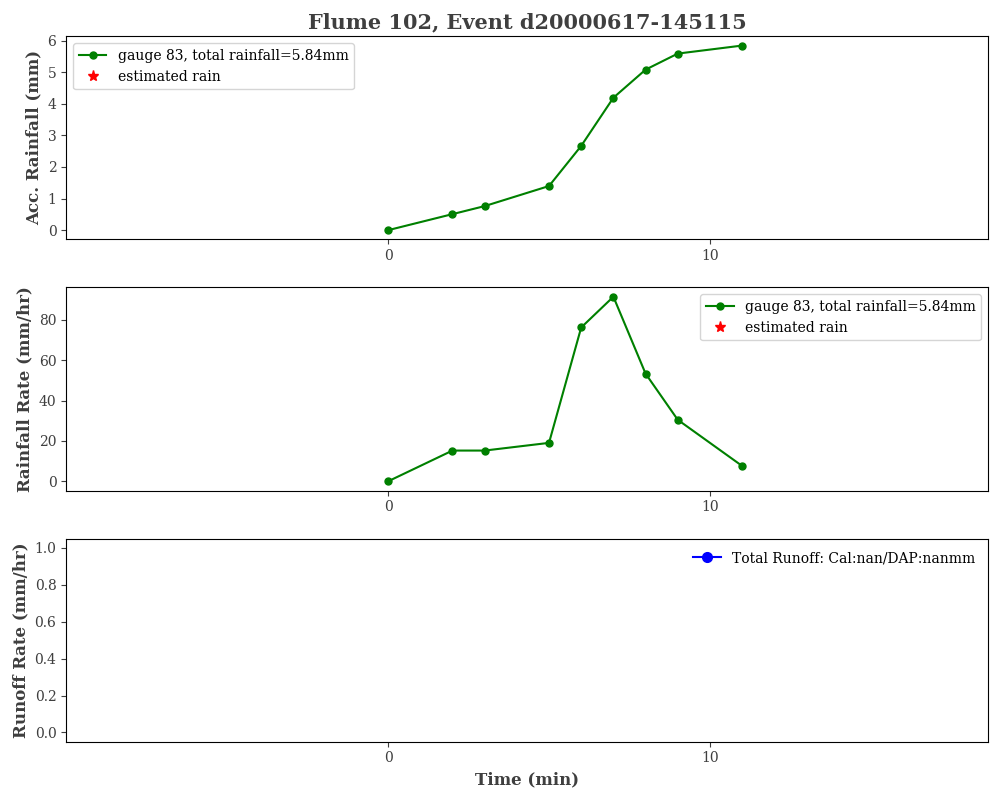 Flume 102, Event d20000617-145115
Acc. Rainfall (mm)
6
5
4
3
2
1
0
gauge 83, total rainfall=5.84mm
estimated rain
0 10
Rainfall Rate (mm/hr)
80
60
40
20
0
gauge 83, total rainfall=5.84mm
estimated rain
0 10
Runoff Rate (mm/hr)
1.0
0.8
0.6
0.4
0.2
0.0
Total Runoff: Cal:nan/DAP:nanmm
0 10
Time (min)